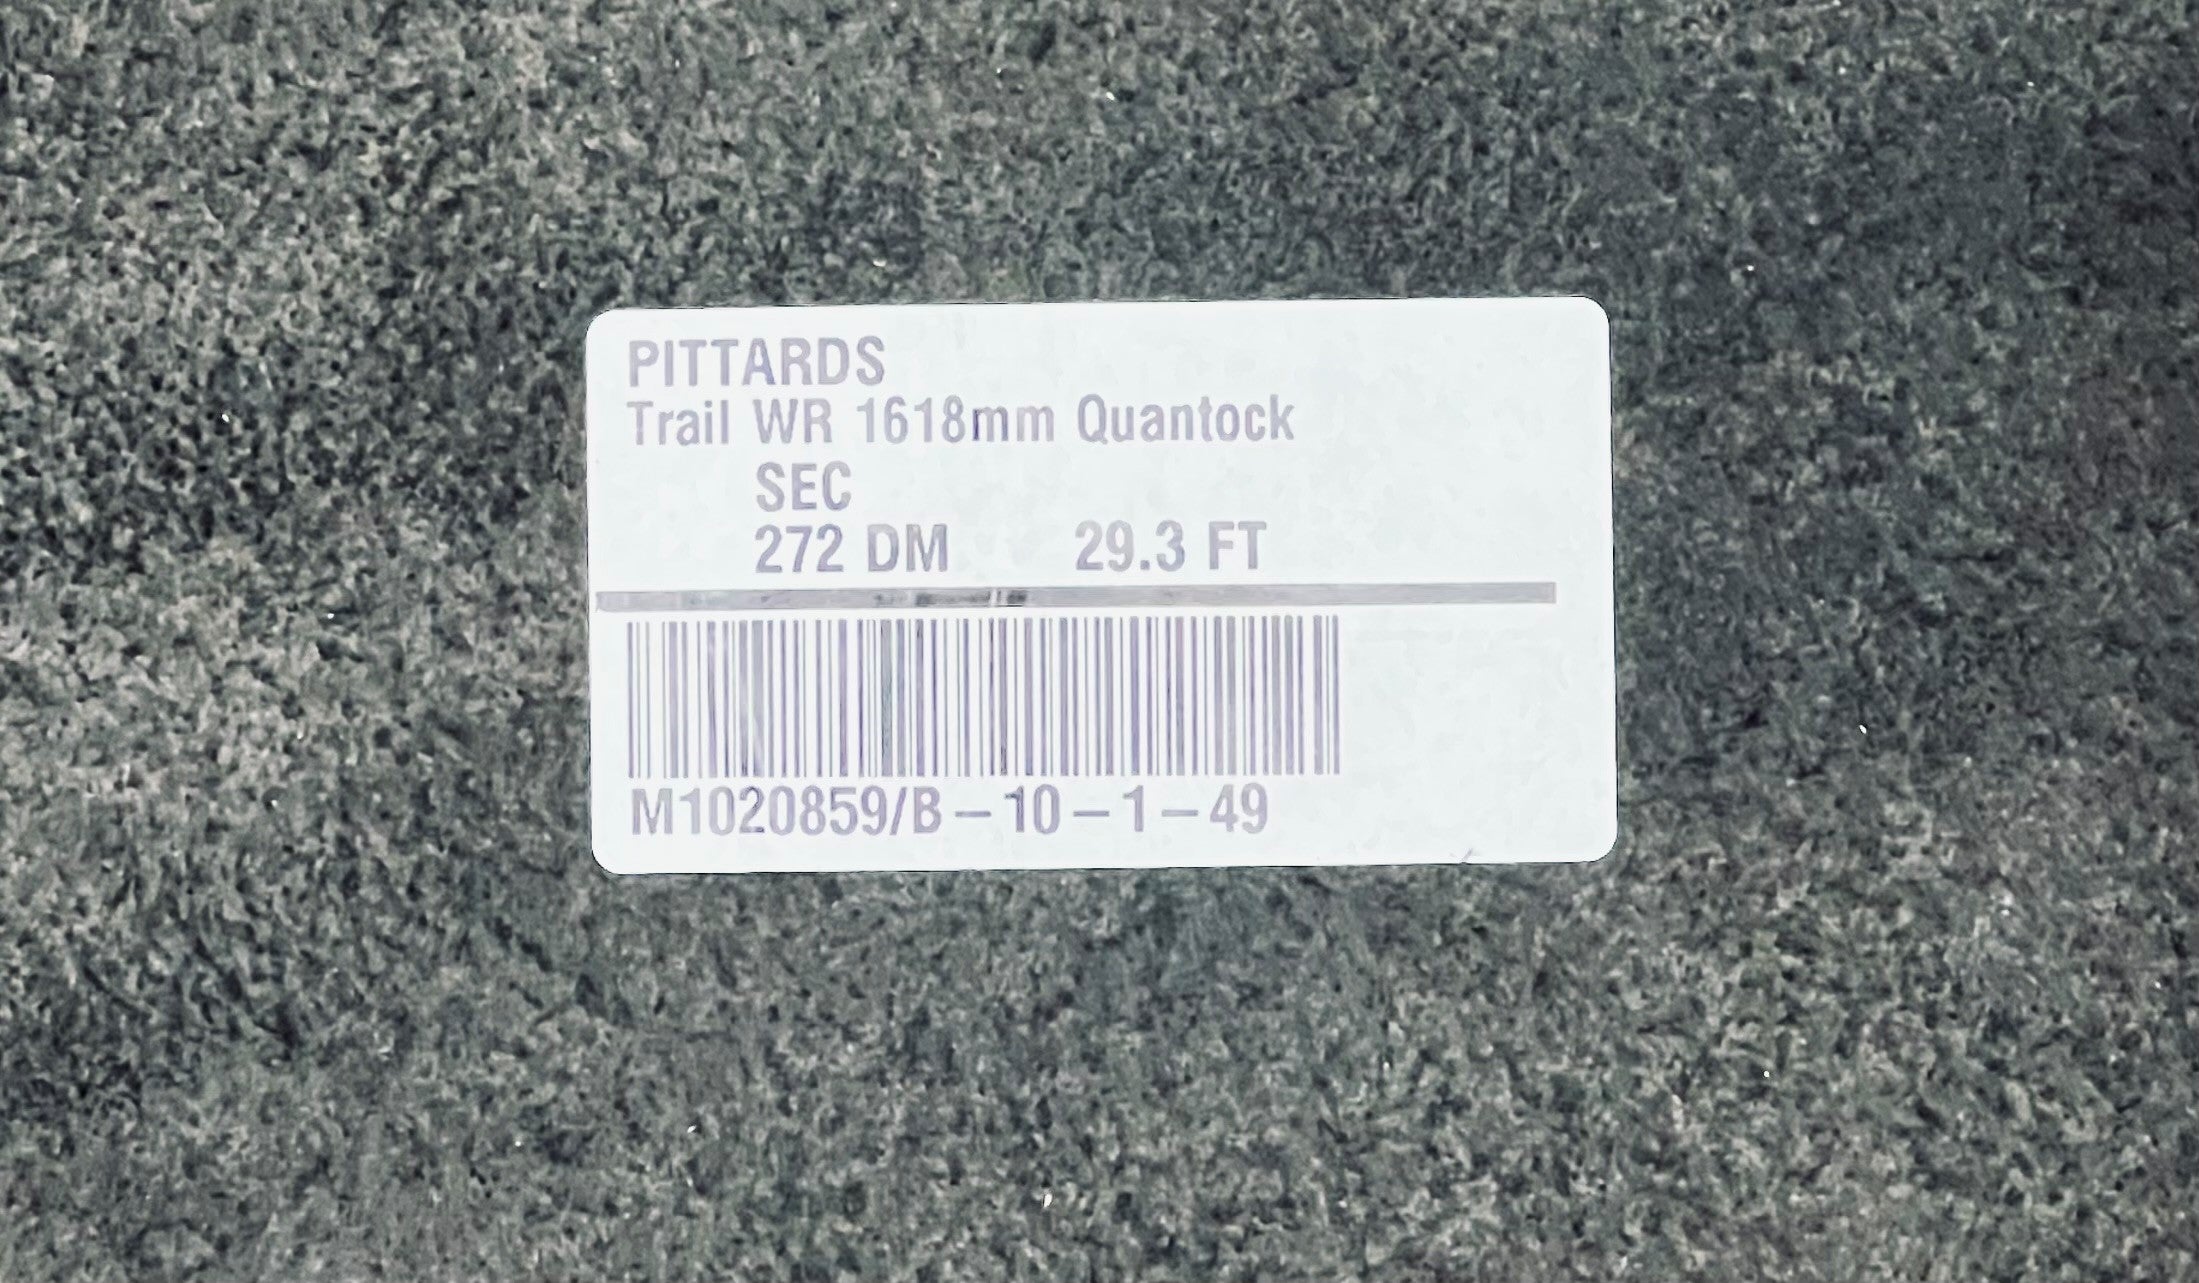 PITTARDS
Trail WR 1618mm Quantock
SEC
272 DM 29.3 FT
M1020859/B-10-1-49